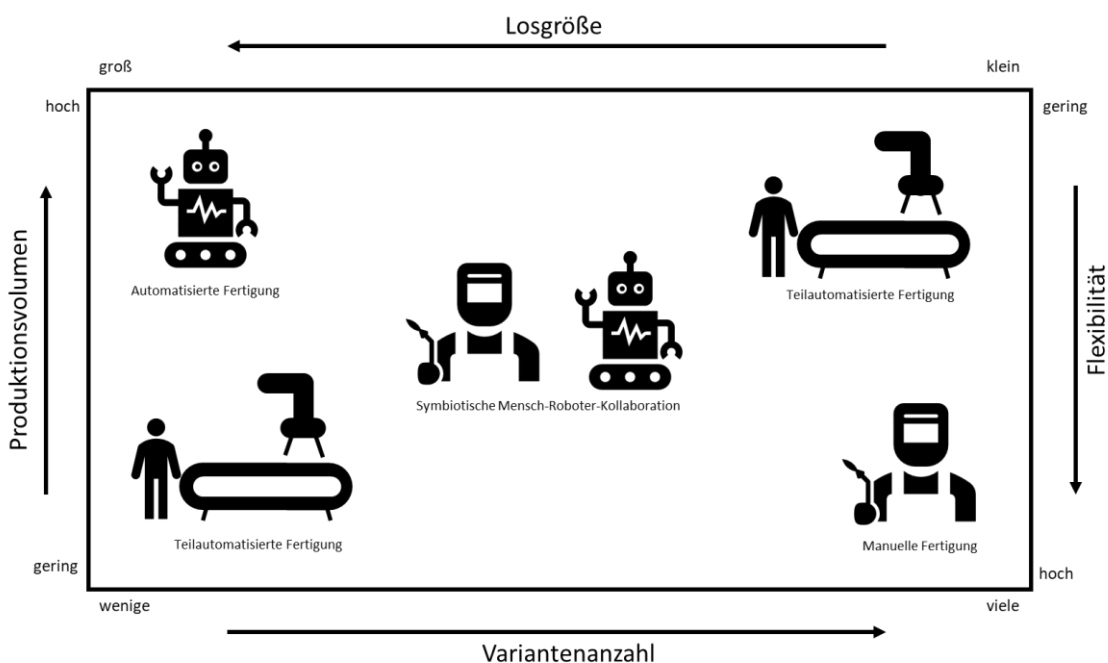 Losgröße
groß
klein
hoch
gering
Produktionsvolumen
Flexibilität
Automatisierte Fertigung
Teilautomatisierte Fertigung
Symbiotische Mensch-Roboter-Kollaboration
Teilautomatisierte Fertigung
Manuelle Fertigung
gering
hoch
wenige
viele
Variantenanzahl